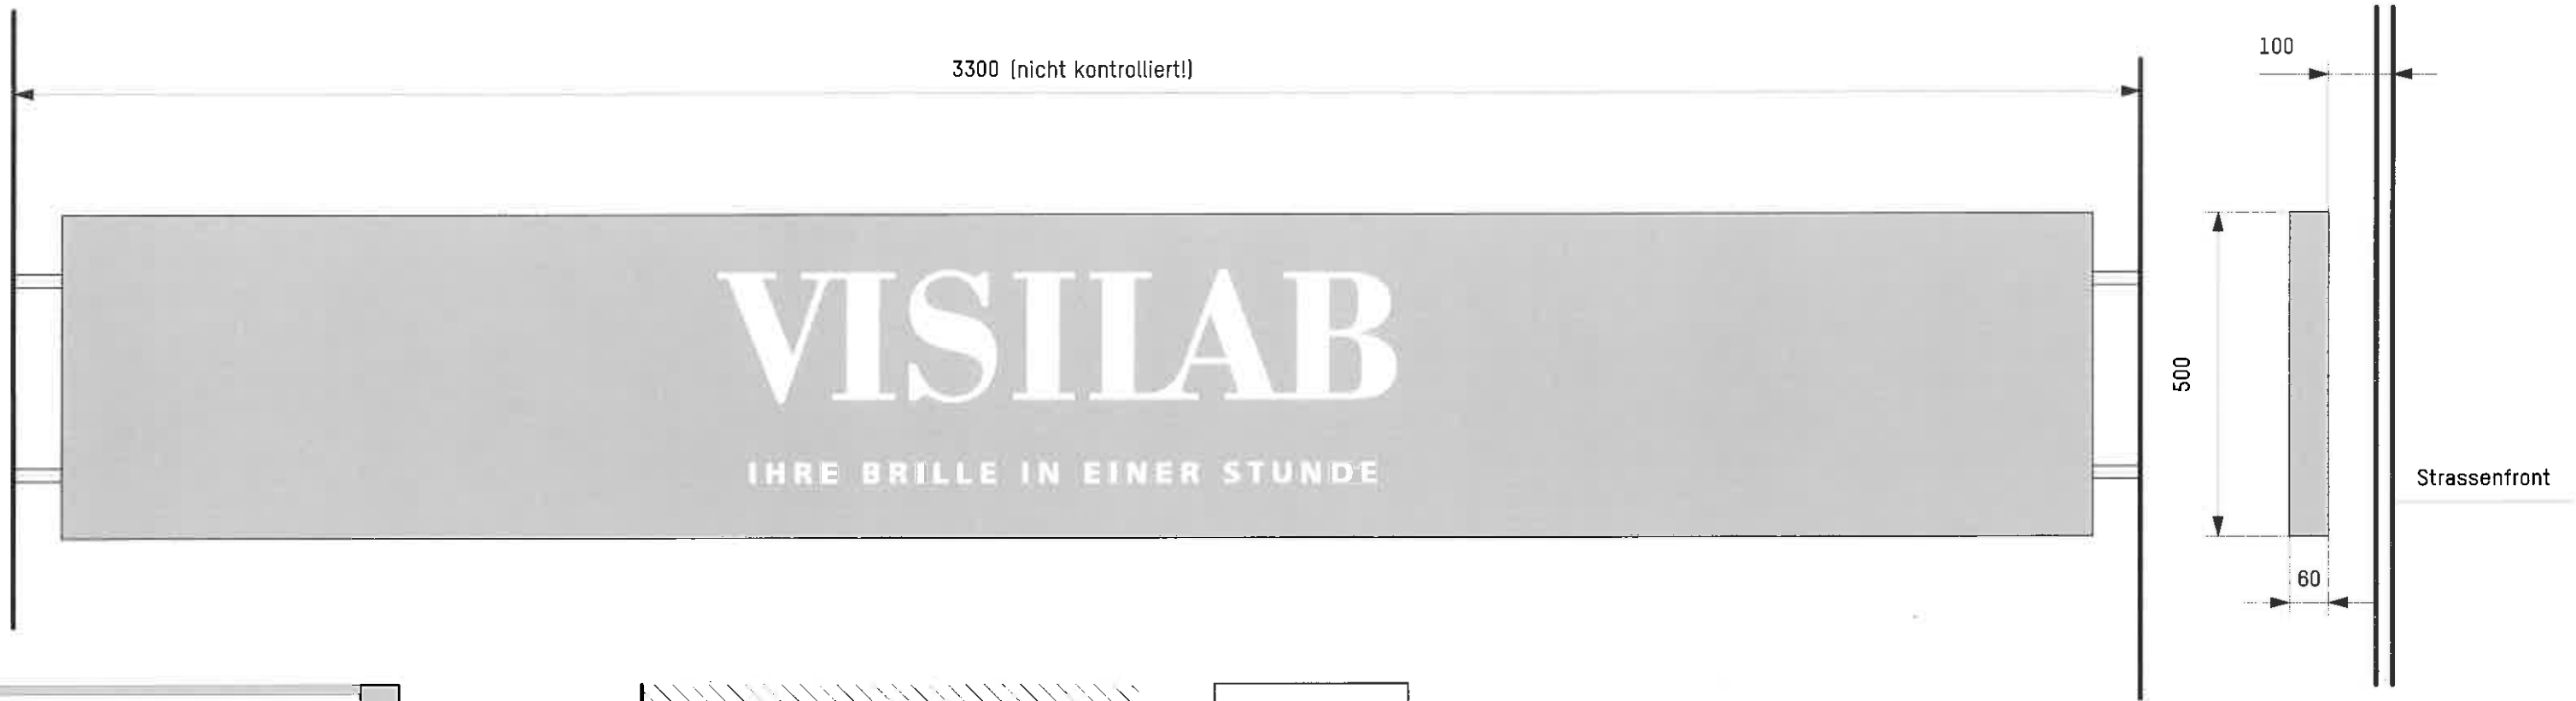 3300 (nicht kontrolliert!)
100
VISILAB
IHRE BRILLE IN EINER STUNDE
500
Strassenfront
60